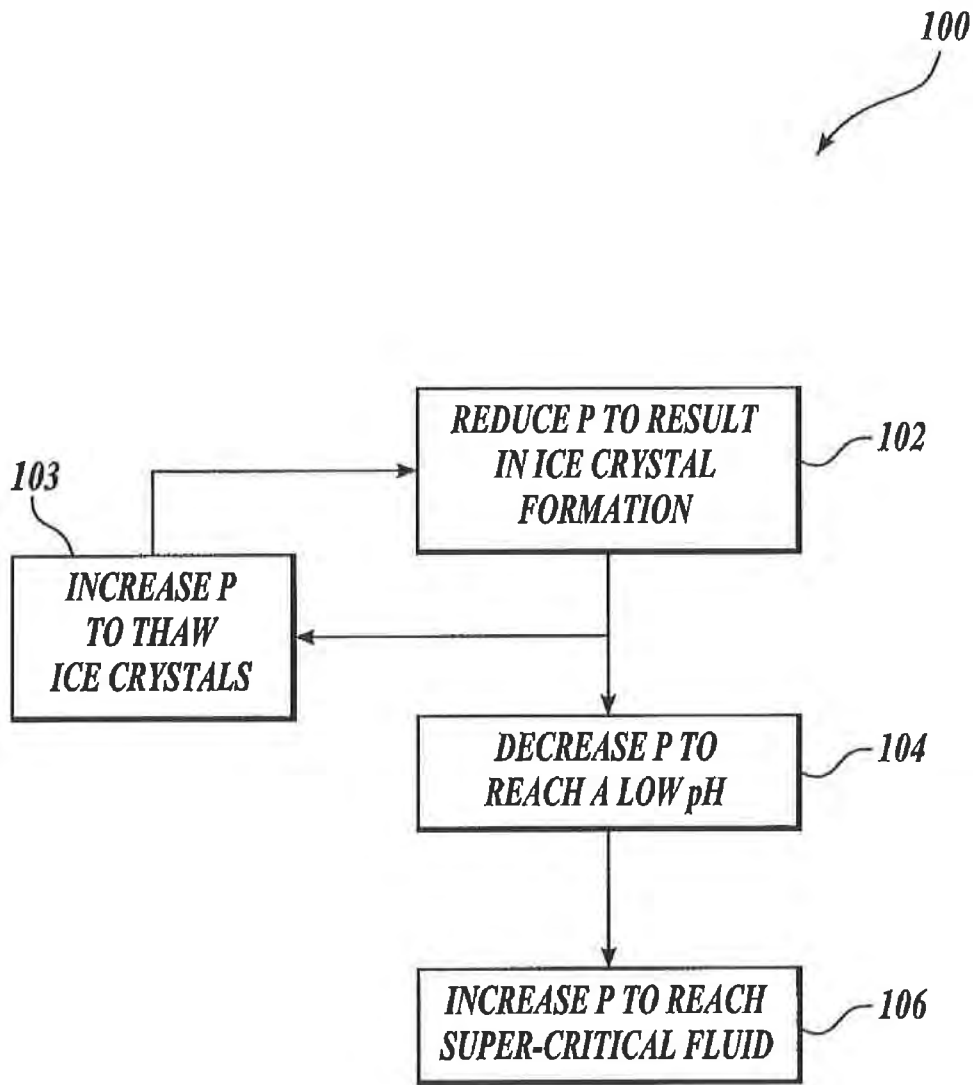 100
REDUCE P TO RESULT
IN ICE CRYSTAL
FORMATION
102
103
INCREASE P
TO THAW
ICE CRYSTALS
DECREASE P TO
REACH A LOW pH
104
INCREASE P TO REACH
SUPER-CRITICAL FLUID
106